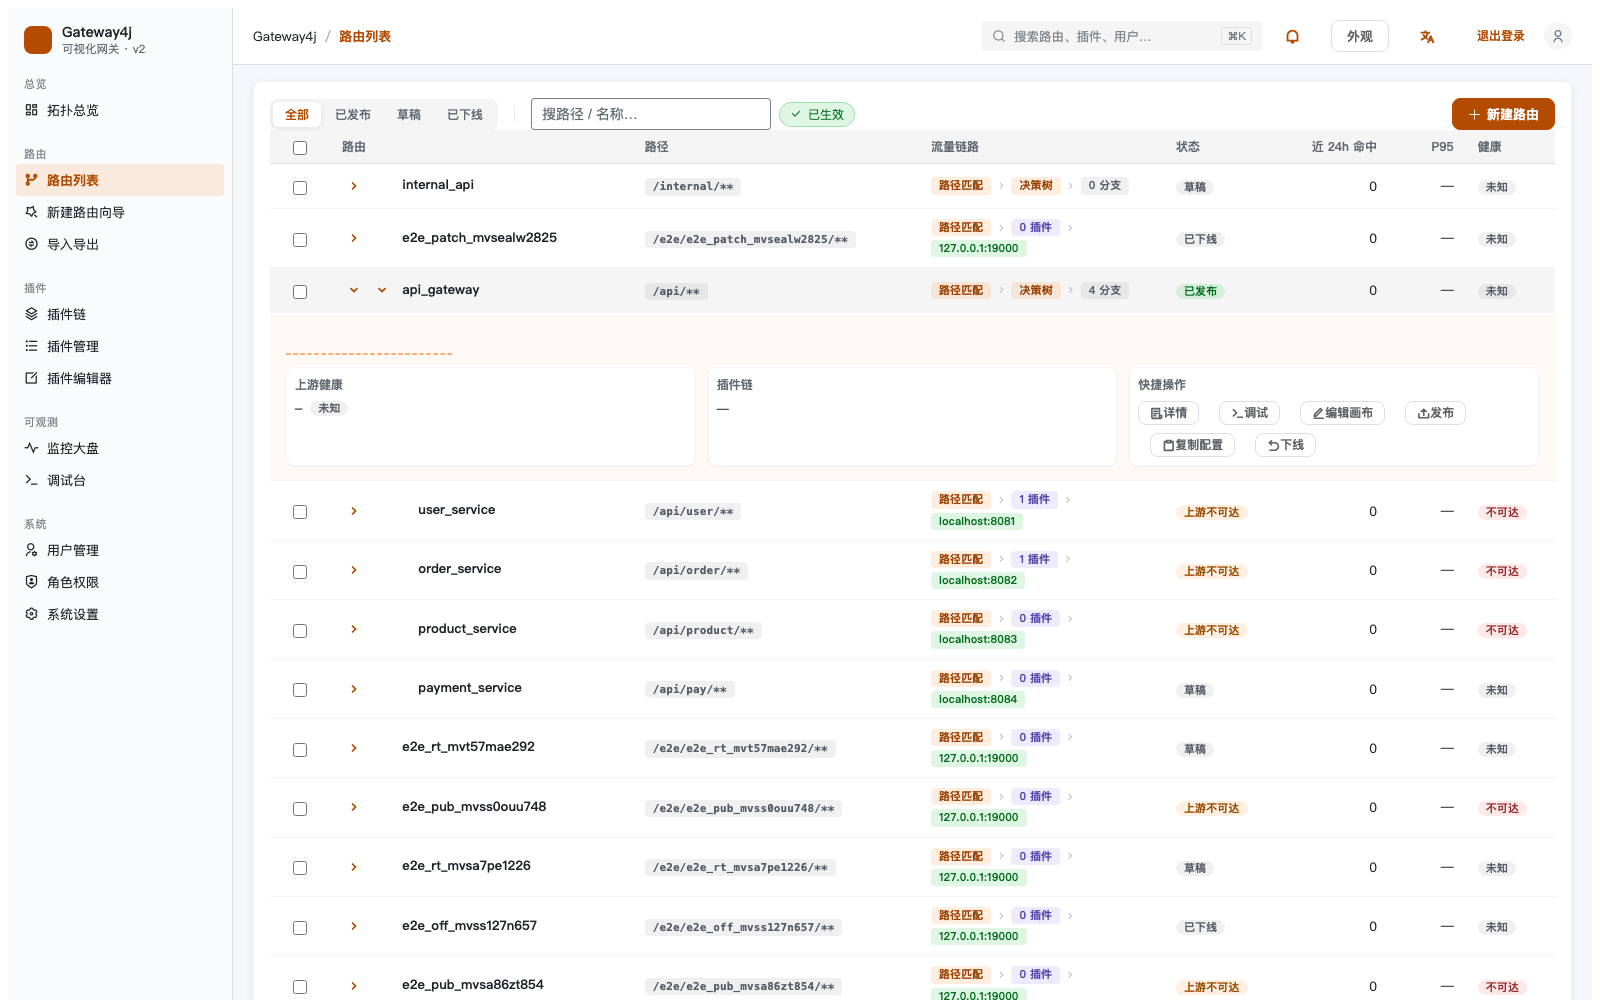 Gateway4j
可视化网关 · v2
总览
拓扑总览
路由
路由列表
新建路由向导
导入导出
插件
插件链
插件管理
插件编辑器
可观测
监控大盘
调试台
系统
用户管理
角色权限
系统设置
Gateway4j / 路由列表
搜索路由、插件、用户… ⌘K
外观
退出登录
全部 已发布 草稿 已下线
搜路径 / 名称…
已生效
新建路由
路由 路径 流量链路 状态 近 24h 命中 P95 健康
internal_api /internal/** 路径匹配 › 决策树 › 0 分支 草稿 0 — 未知
e2e_patch_mvsealw2825 /e2e/e2e_patch_mvsealw2825/** 路径匹配 › 0 插件 › 已下线 0 — 未知
127.0.0.1:19000
api_gateway /api/** 路径匹配 › 决策树 › 4 分支 已发布 0 — 未知
上游健康
– 未知
插件链
—
快捷操作
详情 调试 编辑画布 发布
复制配置 下线
user_service /api/user/** 路径匹配 › 1 插件 › 上游不可达 0 — 不可达
localhost:8081
order_service /api/order/** 路径匹配 › 1 插件 › 上游不可达 0 — 不可达
localhost:8082
product_service /api/product/** 路径匹配 › 0 插件 › 上游不可达 0 — 不可达
localhost:8083
payment_service /api/pay/** 路径匹配 › 0 插件 › 草稿 0 — 未知
localhost:8084
e2e_rt_mvt57mae292 /e2e/e2e_rt_mvt57mae292/** 路径匹配 › 0 插件 › 草稿 0 — 未知
127.0.0.1:19000
e2e_pub_mvss0ouu748 /e2e/e2e_pub_mvss0ouu748/** 路径匹配 › 0 插件 › 上游不可达 0 — 不可达
127.0.0.1:19000
e2e_rt_mvsa7pe1226 /e2e/e2e_rt_mvsa7pe1226/** 路径匹配 › 0 插件 › 草稿 0 — 未知
127.0.0.1:19000
e2e_off_mvss127n657 /e2e/e2e_off_mvss127n657/** 路径匹配 › 0 插件 › 已下线 0 — 未知
127.0.0.1:19000
e2e_pub_mvsa86zt854 /e2e/e2e_pub_mvsa86zt854/** 路径匹配 › 0 插件 › 上游不可达 0 — 不可达
127.0.0.1:19000